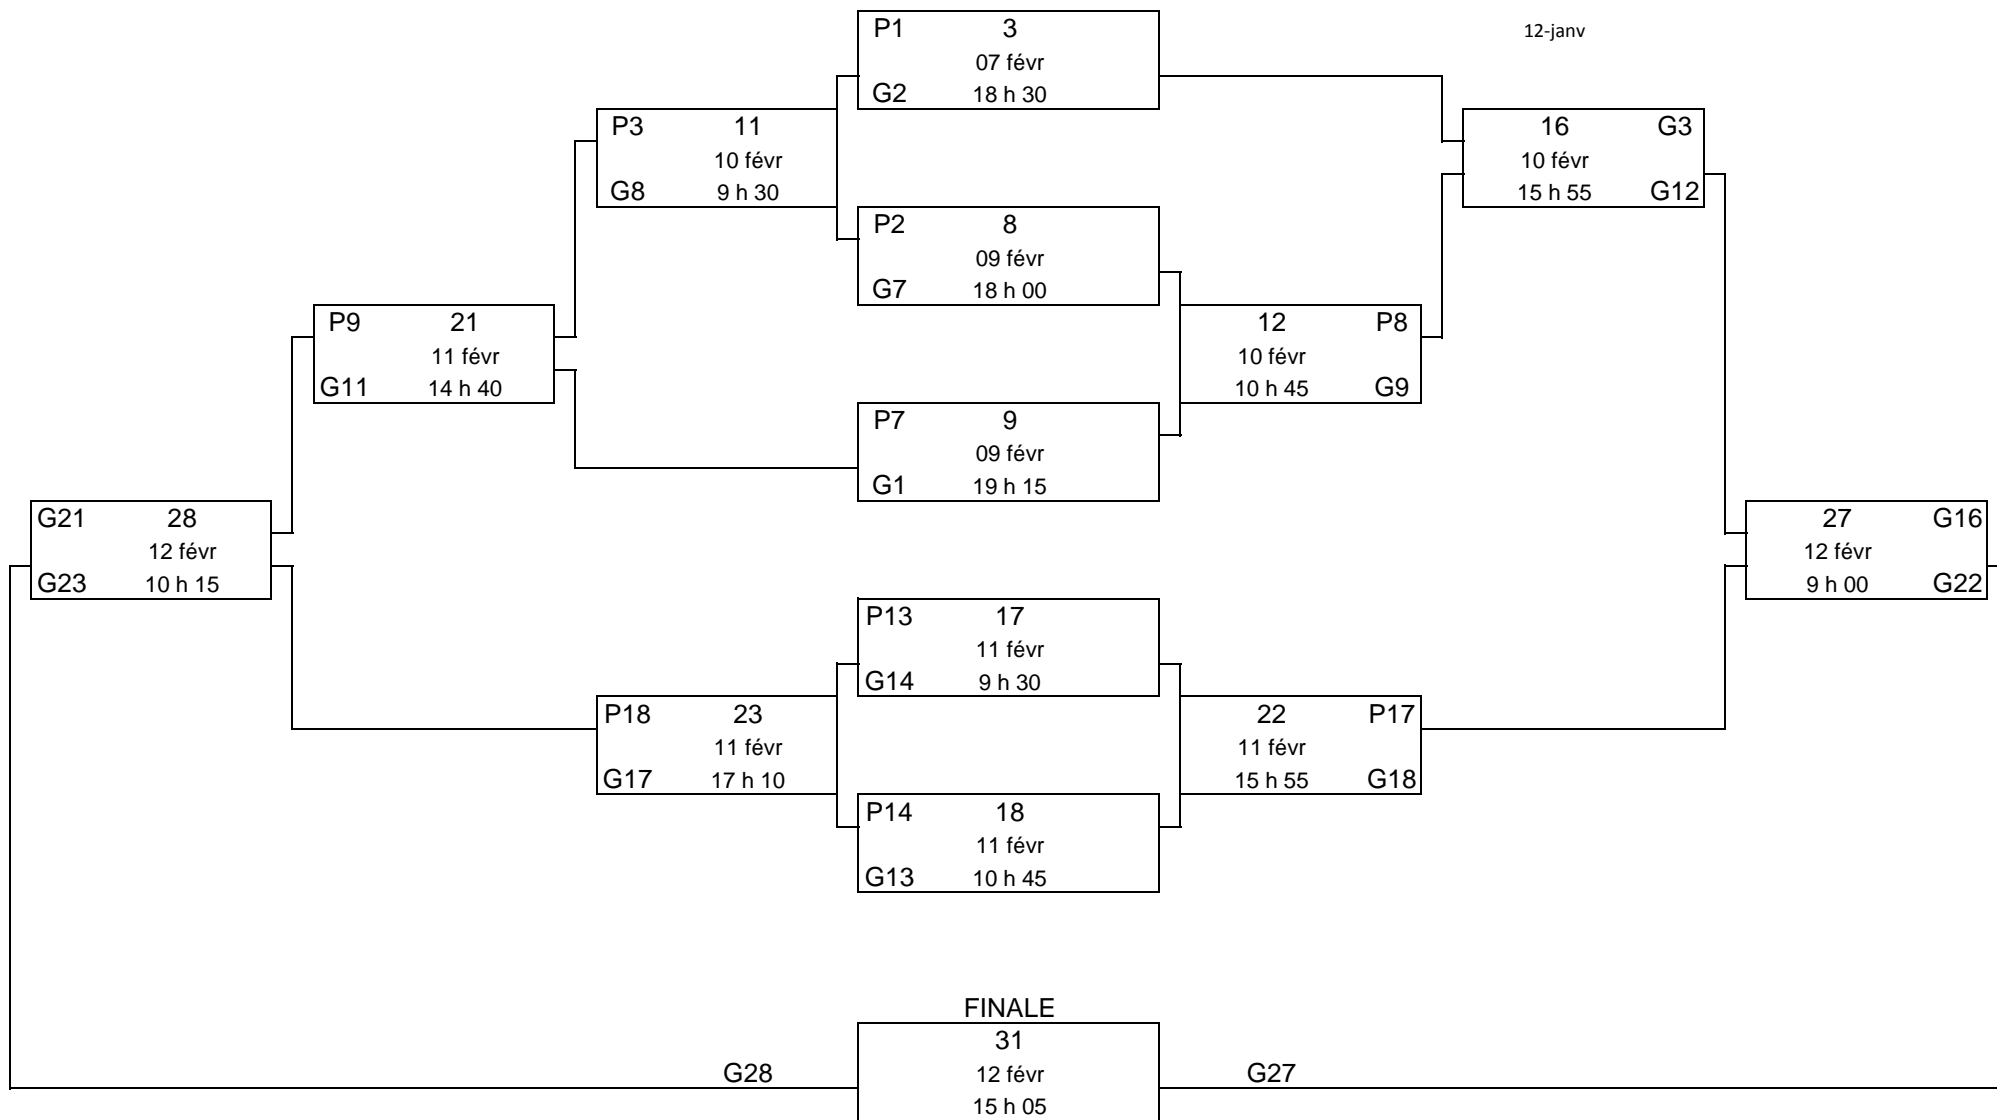 P1 3
07 févr
G2 18 h 30
12-janv
P3 11
10 févr
G8 9 h 30
16 G3
10 févr
15 h 55 G12
P2 8
09 févr
G7 18 h 00
P9 21
11 févr
G11 14 h 40
12 P8
10 févr
10 h 45 G9
P7 9
09 févr
G1 19 h 15
G21 28
12 févr
G23 10 h 15
27 G16
12 févr
9 h 00 G22
P13 17
11 févr
G14 9 h 30
P18 23
11 févr
G17 17 h 10
22 P17
11 févr
15 h 55 G18
P14 18
11 févr
G13 10 h 45
FINALE
31
G28 12 févr G27
15 h 05